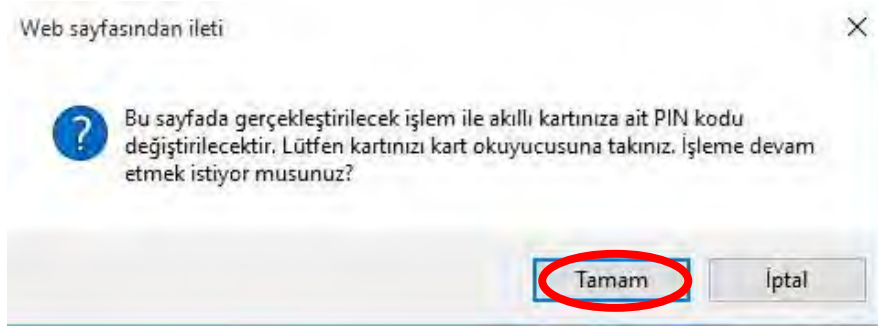 Web sayfasından ileti
Bu sayfada gerçekleştirilecek işlem ile akıllı kartınıza ait PIN kodu
değiştirilecektir. Lütfen kartınızı kart okuyucusuna takınız. İşleme devam
etmek istiyor musunuz?
Tamam İptal